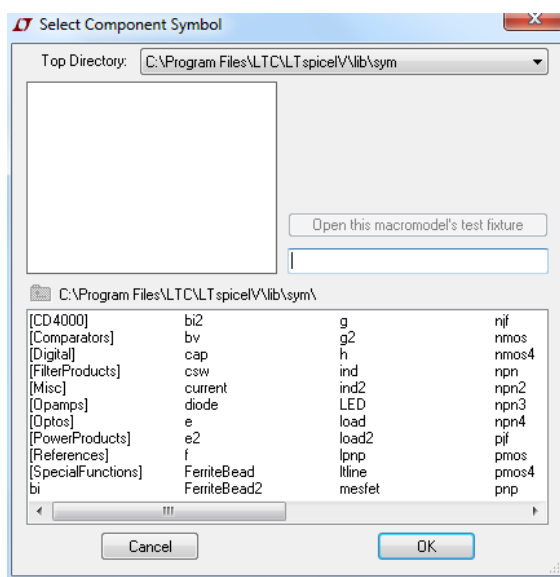 Select Component Symbol
Top Directory: C:\Program Files\LTC\LTspiceIV\lib\sym
Open this macromodel's test fixture
C:\Program Files\LTC\LTspiceIV\lib\sym\
[CD4000] bi2 g njf
[Comparators] bv g2 nmos
[Digital] cap h nmos4
[FilterProducts] csw ind npn
[Misc] current ind2 npn2
[Opamps] diode LED npn3
[Optos] e load npn4
[PowerProducts] e2 load2 pjf
[References] f lpnp pmos
[SpecialFunctions] FerriteBead ltline pmos4
bi FerriteBead2 mesfet pnp
Cancel OK